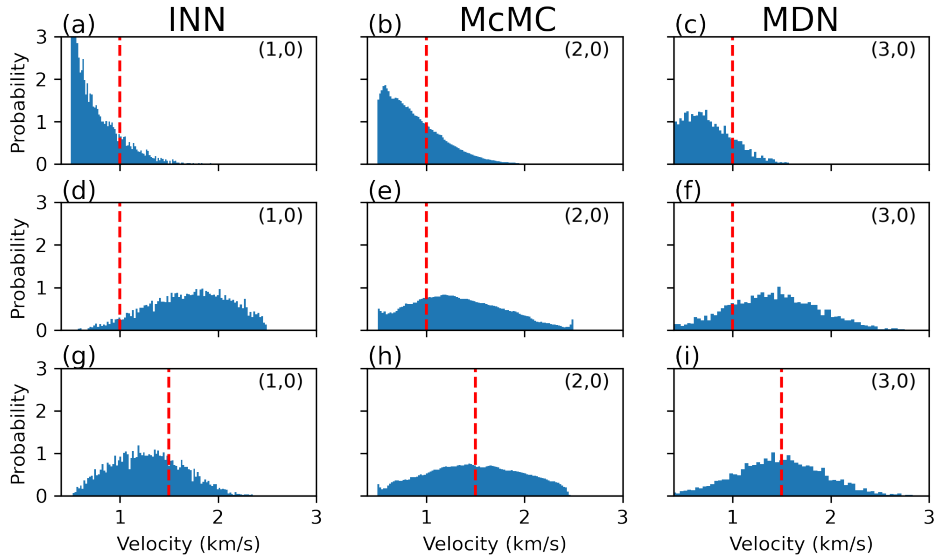 INN McMC MDN
(a) (b) (c)
3 (1,0) (2,0) (3,0)
2
Probability
1
0
(d) (e) (f)
3 (1,0) (2,0) (3,0)
2
Probability
1
0
(g) (h) (i)
3 (1,0) (2,0) (3,0)
2
Probability
1
0
1 2 3 1 2 3 1 2 3
Velocity (km/s) Velocity (km/s) Velocity (km/s)